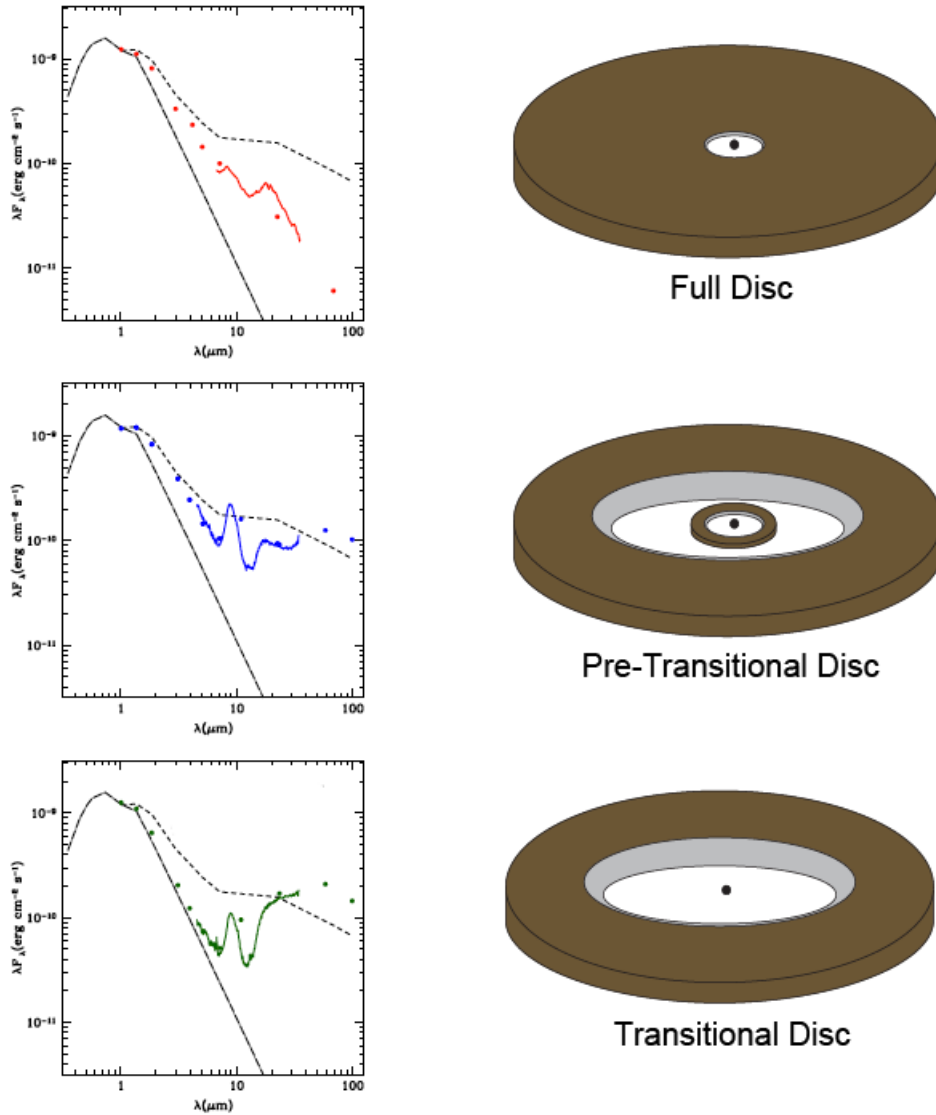 10⁻⁹
10⁻¹⁰
10⁻¹¹
λF_λ(erg cm⁻² s⁻¹)
1 10 100
λ(μm)
Full Disc
10⁻⁹
10⁻¹⁰
10⁻¹¹
λF_λ(erg cm⁻² s⁻¹)
1 10 100
λ(μm)
Pre-Transitional Disc
10⁻⁹
10⁻¹⁰
10⁻¹¹
λF_λ(erg cm⁻² s⁻¹)
1 10 100
λ(μm)
Transitional Disc